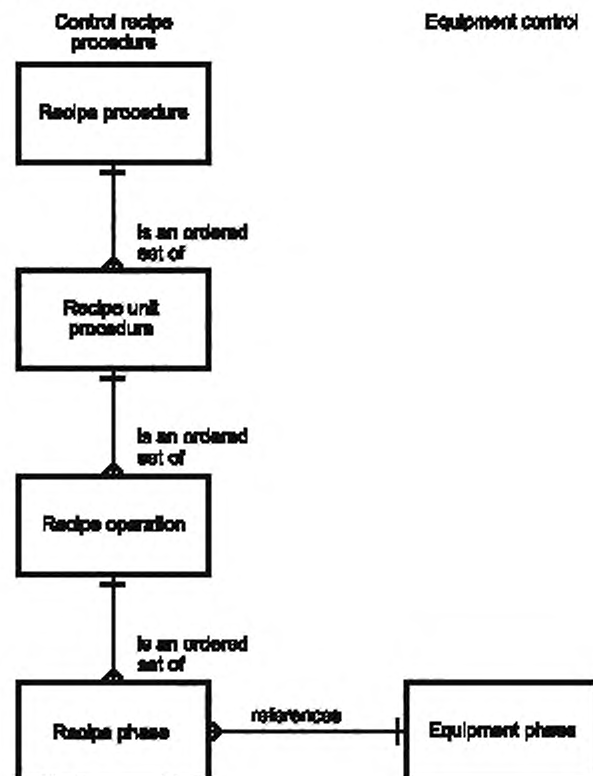 Control recipe
procedure
Equipment control
Recipe procedure
Is an ordered
set of
Recipe unit
procedure
Is an ordered
set of
Recipe operation
Is an ordered
set of
Recipe phase
references
Equipment phase